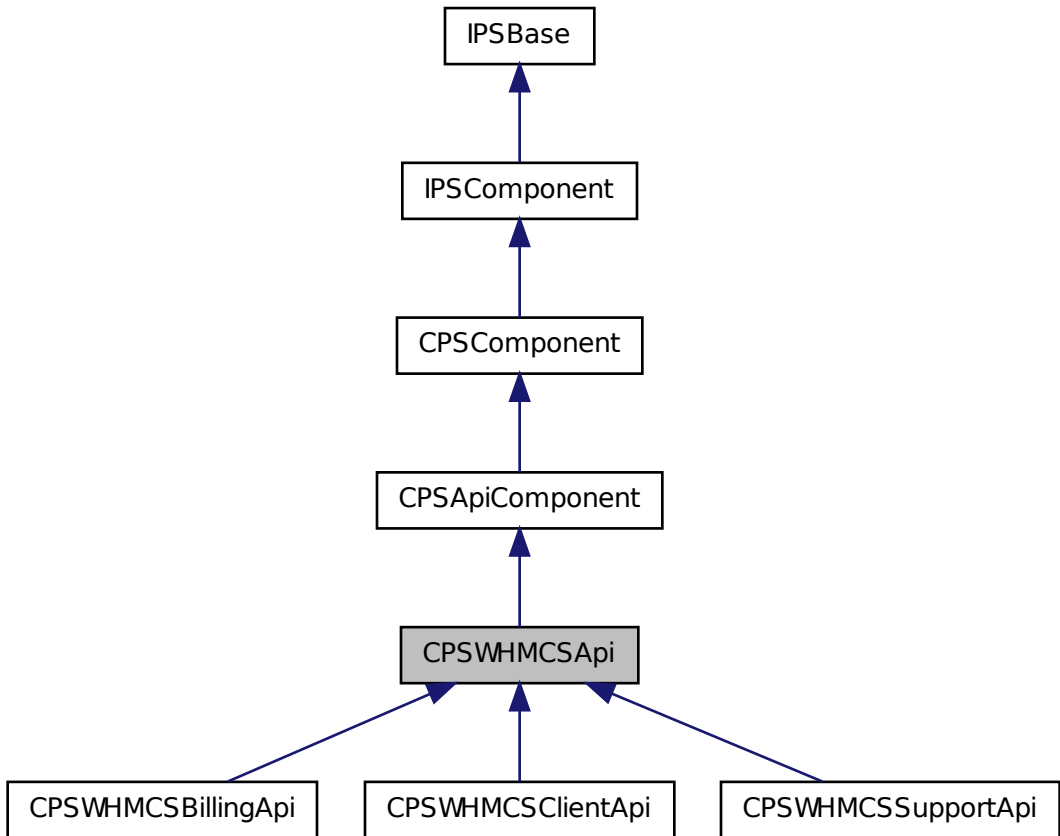 IPSBase
IPSComponent
CPSComponent
CPSApiComponent
CPSWHMCSApi
CPSWHMCSBillingApi
CPSWHMCSClientApi
CPSWHMCSSupportApi